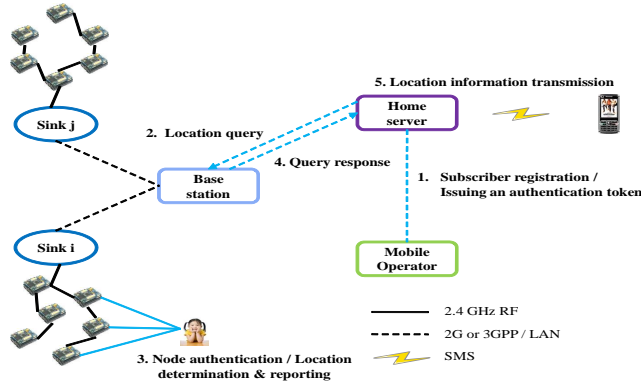 5. Location information transmission
Sink j
Home
server
2. Location query
4. Query response
Base
station
1. Subscriber registration /
Issuing an authentication token
Sink i
Mobile
Operator
3. Node authentication / Location
determination & reporting
2.4 GHz RF
2G or 3GPP / LAN
SMS